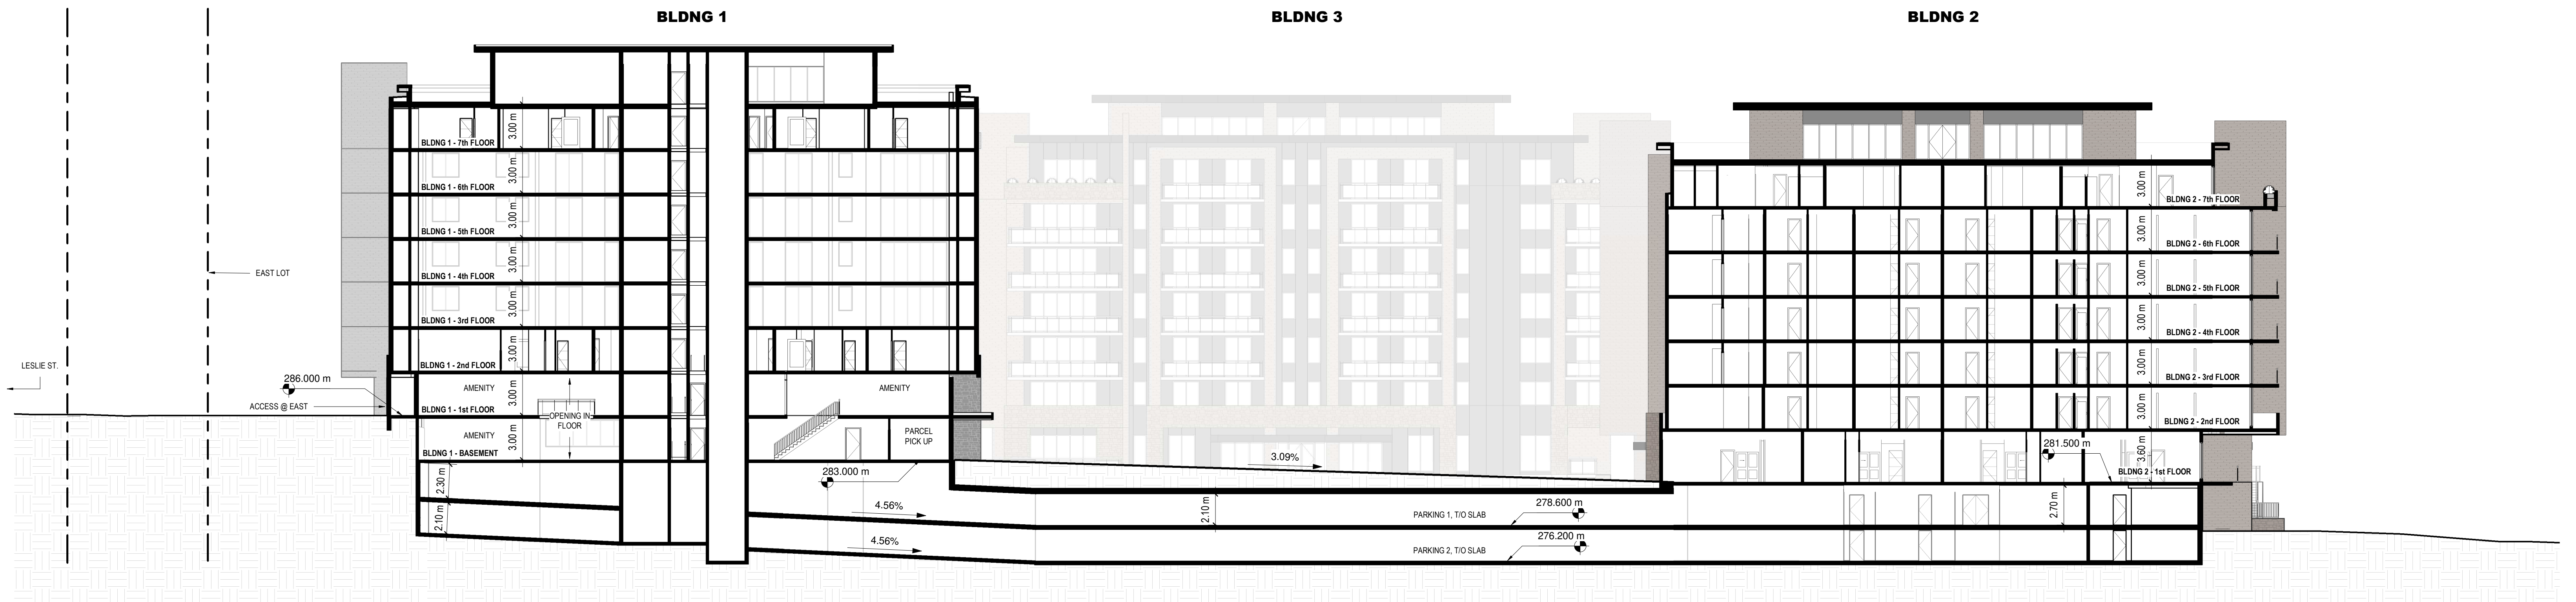 BLDNG 1
BLDNG 3
BLDNG 2
3.00 m
BLDNG 1 - 7th FLOOR
3.00 m
BLDNG 1 - 6th FLOOR
3.00 m
BLDNG 1 - 5th FLOOR
3.00 m
BLDNG 1 - 4th FLOOR
3.00 m
BLDNG 1 - 3rd FLOOR
3.00 m
BLDNG 1 - 2nd FLOOR
AMENITY
3.00 m
BLDNG 1 - 1st FLOOR
AMENITY
3.00 m
BLDNG 1 - BASEMENT
OPENING IN
FLOOR
AMENITY
PARCEL
PICK UP
EAST LOT
LESLIE ST.
286.000 m
ACCESS @ EAST
2.30 m
2.10 m
283.000 m
4.56%
4.56%
3.09%
2.10 m
PARKING 1, T/O SLAB
278.600 m
PARKING 2, T/O SLAB
276.200 m
3.00 m
BLDNG 2 - 7th FLOOR
3.00 m
BLDNG 2 - 6th FLOOR
3.00 m
BLDNG 2 - 5th FLOOR
3.00 m
BLDNG 2 - 4th FLOOR
3.00 m
BLDNG 2 - 3rd FLOOR
3.00 m
BLDNG 2 - 2nd FLOOR
281.500 m
3.60 m
BLDNG 2 - 1st FLOOR
2.70 m